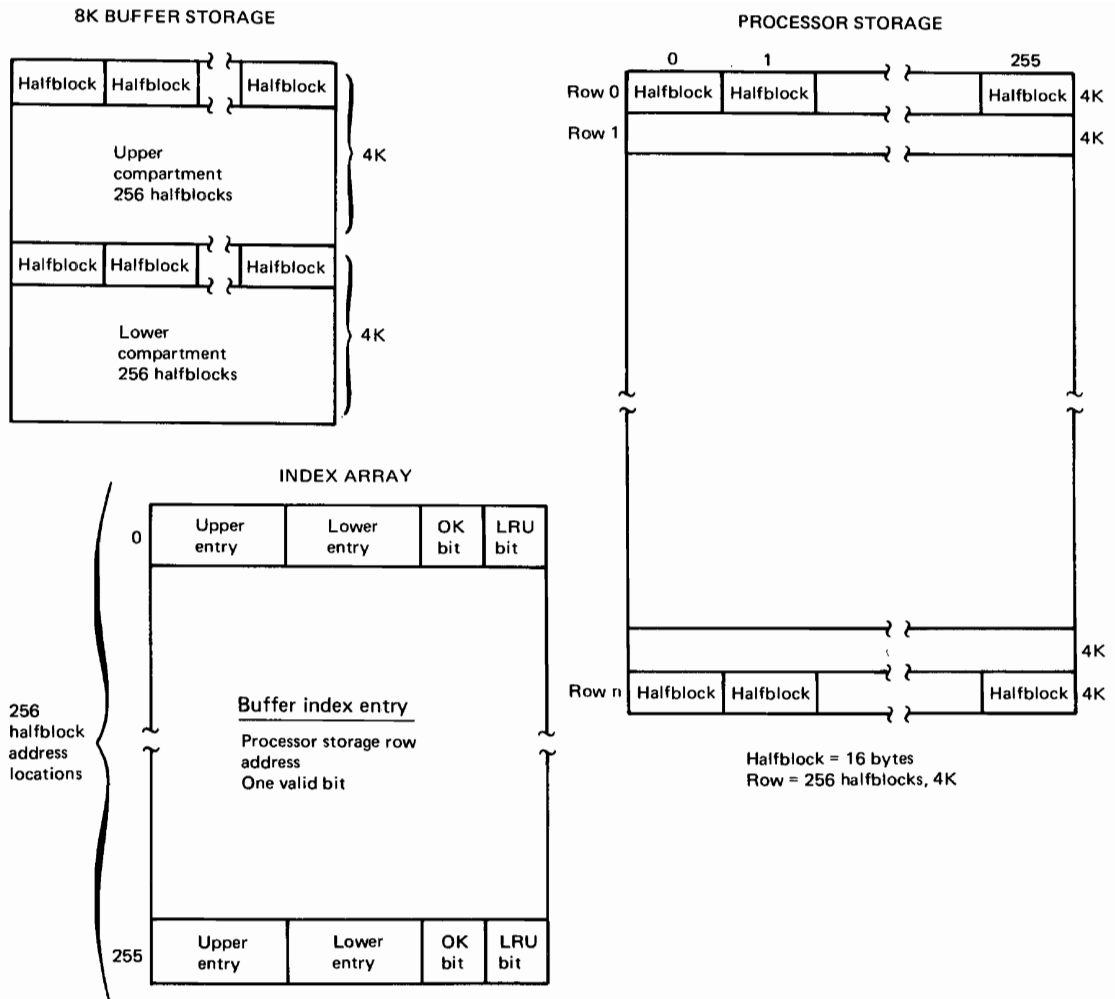 8K BUFFER STORAGE
Halfblock Halfblock Halfblock
Upper
compartment
256 halfblocks
4K
Halfblock Halfblock Halfblock
Lower
compartment
256 halfblocks
4K
PROCESSOR STORAGE
0 1 255
Row 0 Halfblock Halfblock Halfblock 4K
Row 1 4K
4K
Row n Halfblock Halfblock Halfblock 4K
Halfblock = 16 bytes
Row = 256 halfblocks, 4K
INDEX ARRAY
0 Upper entry Lower entry OK bit LRU bit
256
halfblock
address
locations
Buffer index entry
Processor storage row
address
One valid bit
255 Upper entry Lower entry OK bit LRU bit